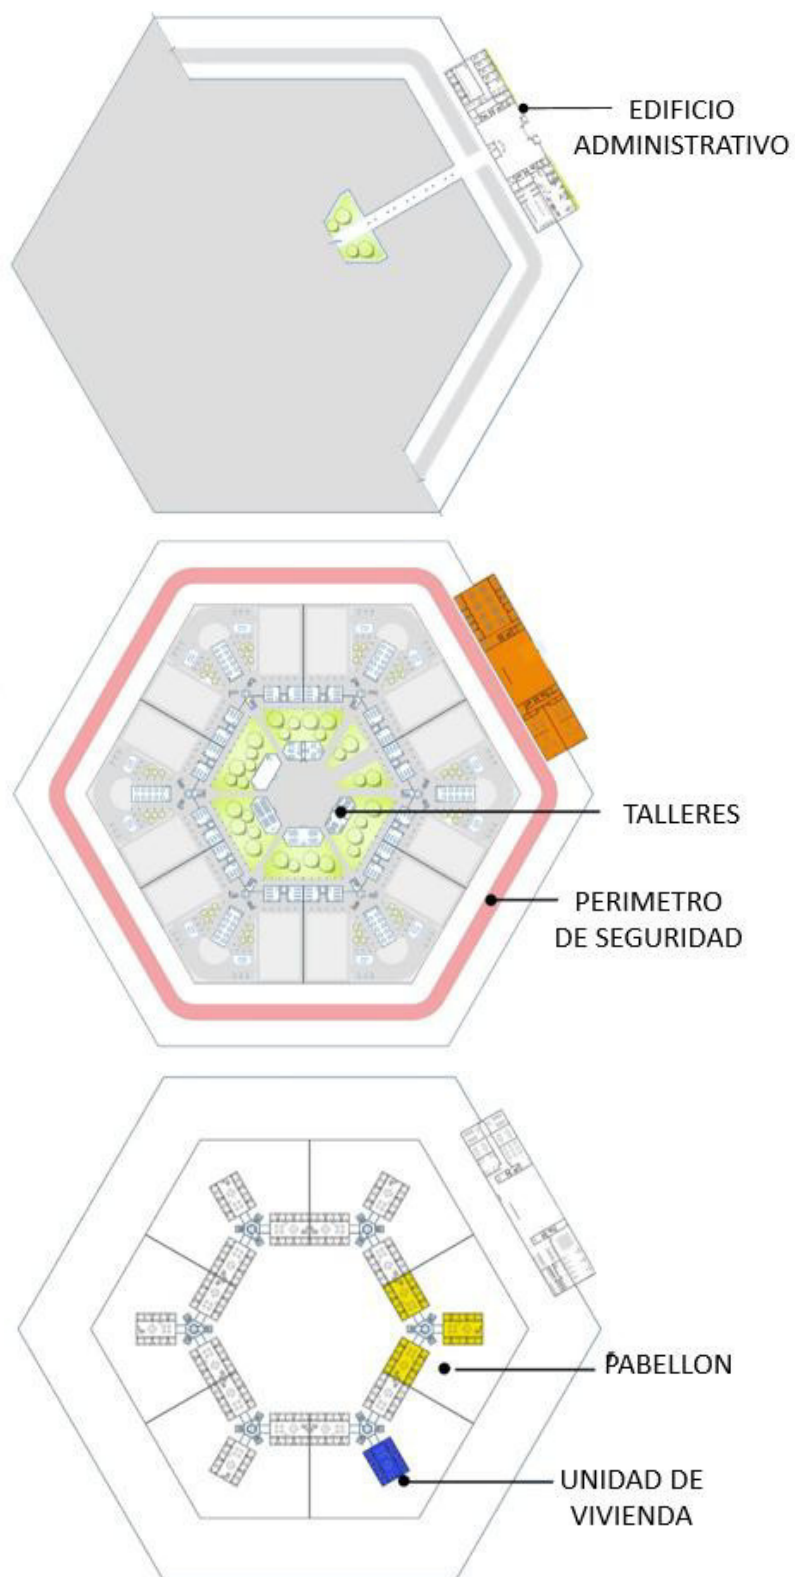 EDIFICIO
ADMINISTRATIVO
TALLERES
PERIMETRO
DE SEGURIDAD
PABELLON
UNIDAD DE
VIVIENDA